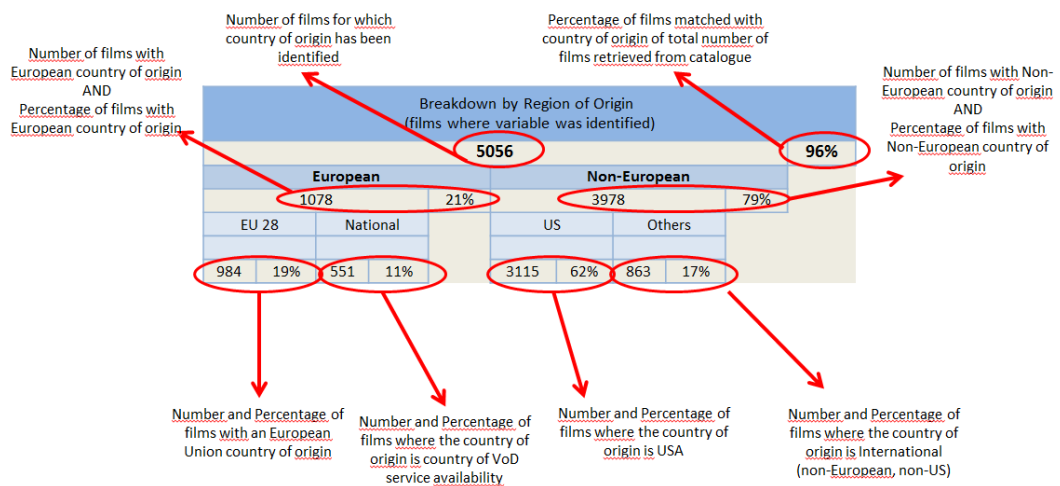 Number of films for which
country of origin has been
identified
Percentage of films matched with
country of origin of total number of
films retrieved from catalogue
Number of films with
European country of origin
AND
Percentage of films with
European country of origin
Number of films with Non-
European country of origin
AND
Percentage of films with
Non-European country of
origin
Breakdown by Region of Origin
(films where variable was identified)
5056 96%
European Non-European
1078 21% 3978 79%
EU 28 National US Others
984 19% 551 11% 3115 62% 863 17%
Number and Percentage of
films with an European
Union country of origin
Number and Percentage of
films where the country of
origin is country of VoD
service availability
Number and Percentage of
films where the country of
origin is USA
Number and Percentage of
films where the country of
origin is International
(non-European, non-US)